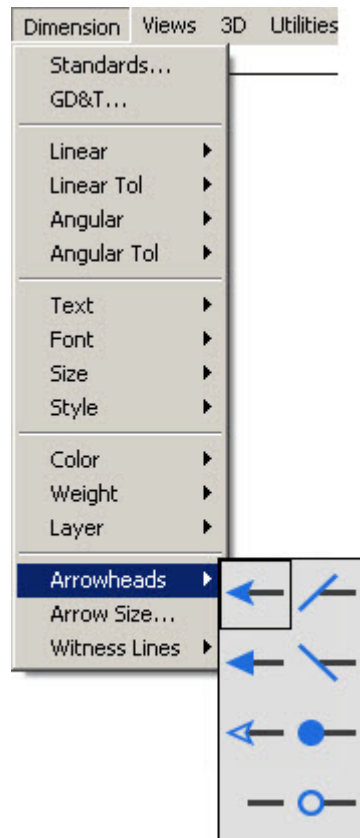 Dimension Views 3D Utilities
Standards...
GD&T...
Linear
Linear Tol
Angular
Angular Tol
Text
Font
Size
Style
Color
Weight
Layer
Arrowheads
Arrow Size...
Witness Lines